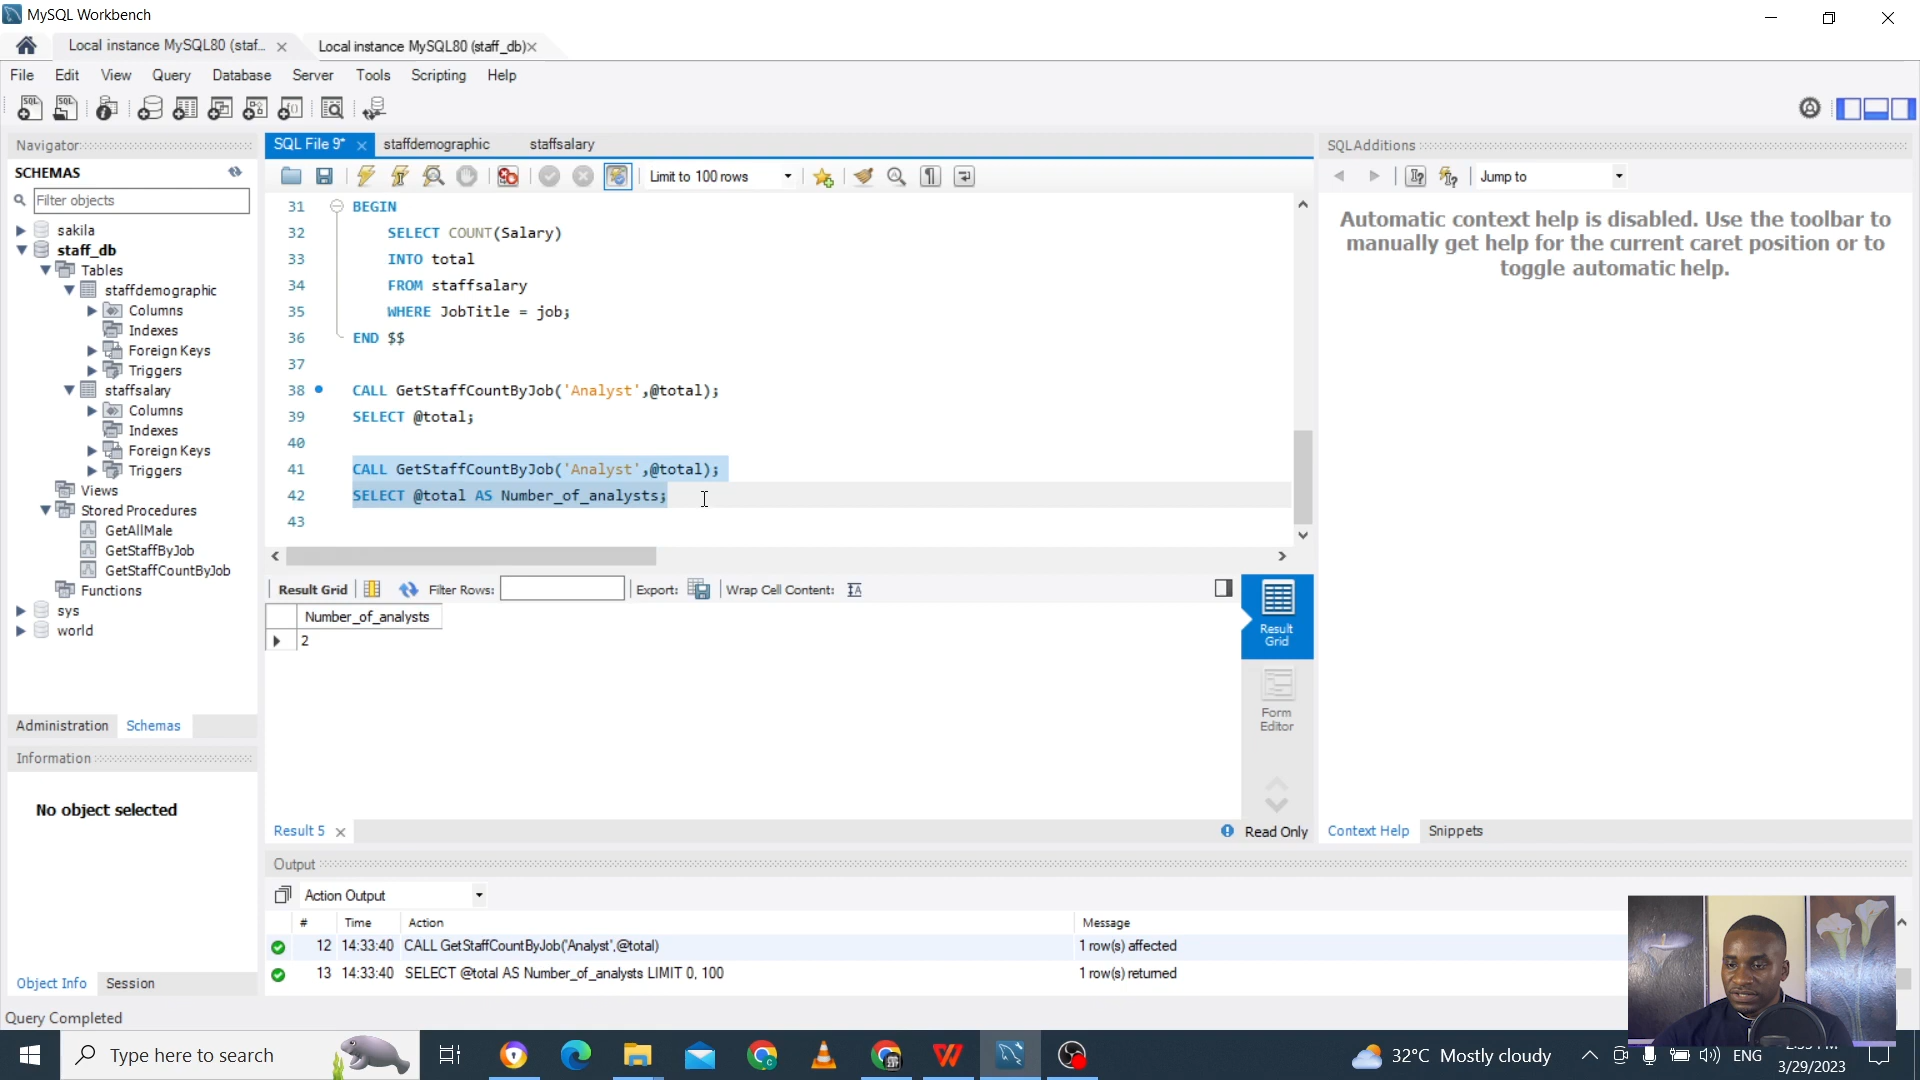 MySQL Workbench
Local instance MySQL80 (staf...
Local instance MySQL80 (staff_db)
File Edit View Query Database Server Tools Scripting Help
Navigator
SCHEMAS
Filter objects
sakila
staff_db
Tables
staffdemographic
Columns
Indexes
Foreign Keys
Triggers
staffsalary
Columns
Indexes
Foreign Keys
Triggers
Views
Stored Procedures
GetAllMale
GetStaffByJob
GetStaffCountByJob
Functions
sys
world
Administration Schemas
Information
No object selected
Object Info Session
Query Completed
SQL File 9* staffdemographic staffsalary
Limit to 100 rows
31 BEGIN
32 SELECT COUNT(Salary)
33 INTO total
34 FROM staffsalary
35 WHERE JobTitle = job;
36 END $$
37
38 CALL GetStaffCountByJob('Analyst',@total);
39 SELECT @total;
40
41 CALL GetStaffCountByJob('Analyst',@total);
42 SELECT @total AS Number_of_analysts;
43
Result Grid Filter Rows: Export: Wrap Cell Content:
Number_of_analysts
2
Result Grid
Form Editor
Result 5
Read Only
SQLAdditions
Jump to
Automatic context help is disabled. Use the toolbar to
manually get help for the current caret position or to
toggle automatic help.
Context Help Snippets
Output
Action Output
# Time Action Message
12 14:33:40 CALL GetStaffCountByJob('Analyst',@total) 1 row(s) affected
13 14:33:40 SELECT @total AS Number_of_analysts LIMIT 0, 100 1 row(s) returned
Type here to search
32°C Mostly cloudy
ENG
3/29/2023